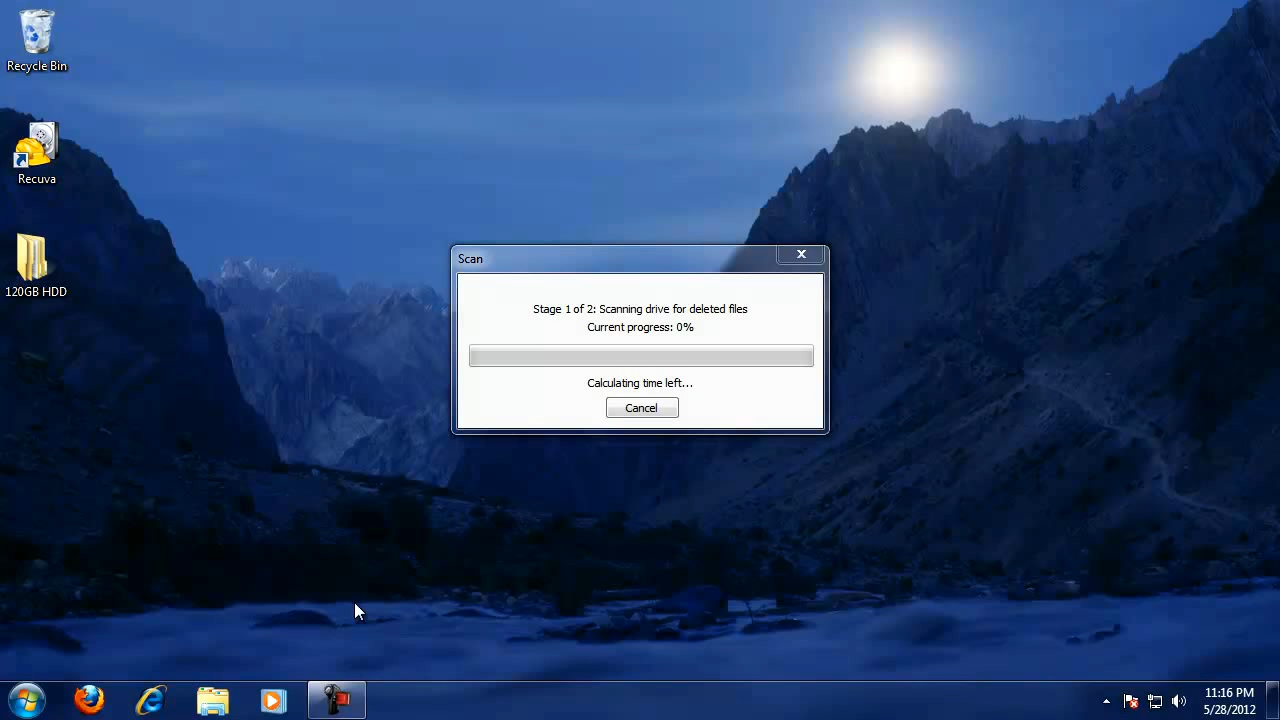 Recycle Bin
Recuva
120GB HDD
Scan
Stage 1 of 2: Scanning drive for deleted files
Current progress: 0%
Calculating time left...
Cancel
11:16 PM
5/28/2012